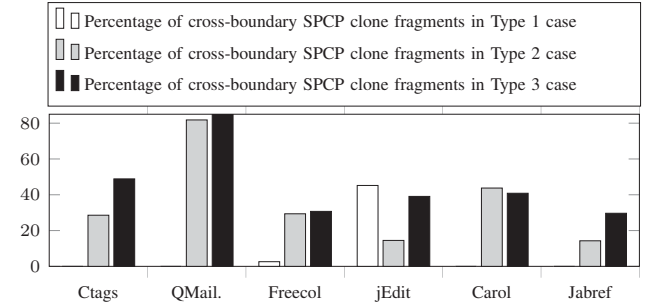 Percentage of cross-boundary SPCP clone fragments in Type 1 case
Percentage of cross-boundary SPCP clone fragments in Type 2 case
Percentage of cross-boundary SPCP clone fragments in Type 3 case
80
60
40
20
0
Ctags QMail. Freecol jEdit Carol Jabref